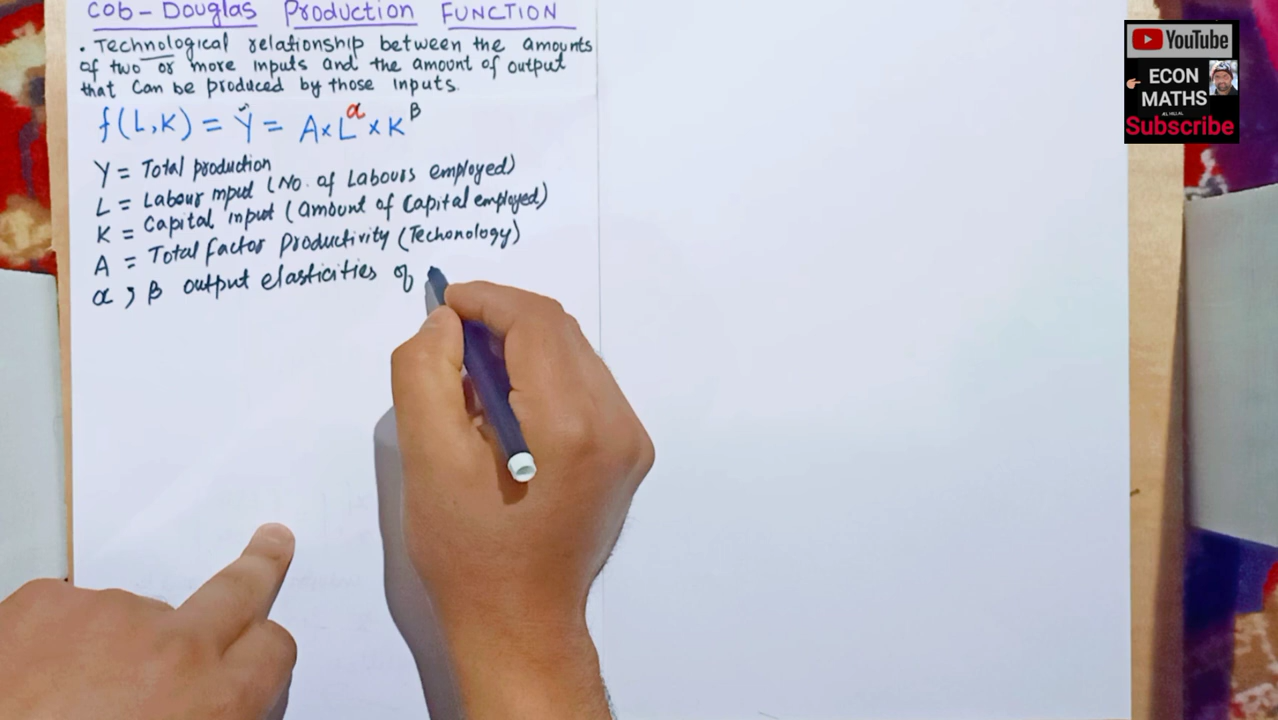 Cob-Douglas Production FUNCTION
• Technological relationship between the amounts
of two or more inputs and the amount of output
that can be produced by those inputs.
f(L,K) = Y = A×L^α×K^β
Y = Total production
L = Labour Input (No. of Labours employed)
K = Capital input (Amount of Capital employed)
A = Total factor Productivity (Techonology)
α ; β output elasticities of
YouTube
ECON
MATHS
Subscribe